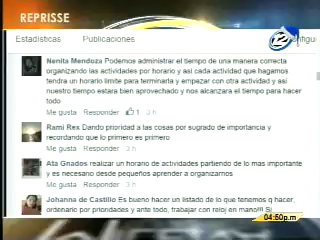 REPRISSE
Estadísticas Publicaciones
12
Nenita Mendoza Podemos administrar el tiempo de una manera correcta
organizando las actividades por horario y asi cada actividad que hagamos
tendra un horario limite para terminarla y empezar con otra actividad y asi
nuestro tiempo estara bien aprovechado y nos alcanzara el tiempo para hacer
todo
Me gusta · Responder · 1 · 3 h
Rami Rex Dando prioridad a las cosas por sugrado de importancia y
recordando que lo primero es primero
Me gusta · Responder · 3 h
Ata Gnados realizar un horario de actividades partiendo de lo mas importante
y es necesario desde pequeños aprender a organizarnos
Me gusta · Responder · 3 h
Johanna de Castillo Es bueno hacer un listado de lo que tenemos q hacer
ordenario por prioridades y ante todo, trabajar con reloj en mano!!! Si
04:50p.m